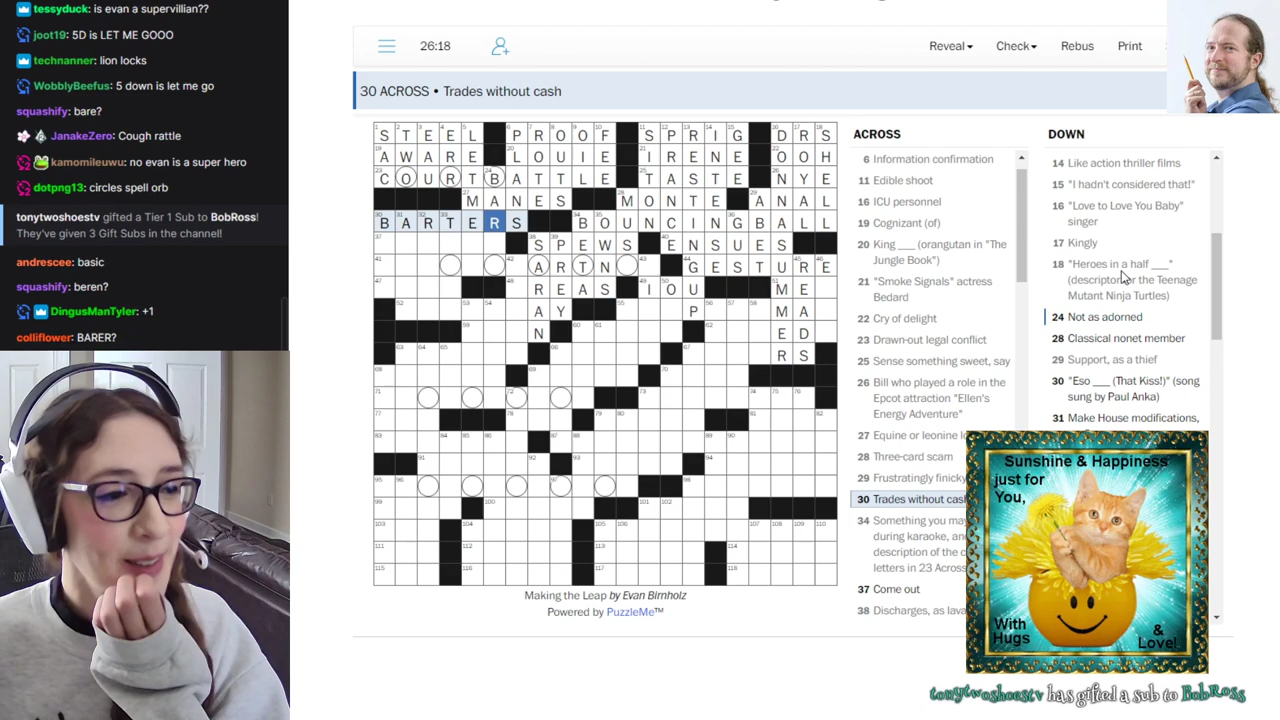 tessyduck: is evan a supervillian??
joot19: 5D is LET ME GOOO
technanner: lion locks
WobblyBeefus: 5 down is let me go
squashify: bare?
JanakeZero: Cough rattle
kamomileuwu: no evan is a super hero
dotpng13: circles spell orb
tonytwoshoestv gifted a Tier 1 Sub to BobRoss!
They've given 3 Gift Subs in the channel!
andrescee: basic
squashify: beren?
DingusManTyler: +1
colliflower: BARER?
26:18
Reveal
Check
Rebus
Print
30 ACROSS • Trades without cash
S T E E L P R O O F S P R I G D R S
A W A R E L O U I E I R E N E O O H
C O U R T B A T T L E T A S T E N Y E
M A N E S M O N T E A N A L
B A R T E R S B O U N C I N G B A L L
S P E W S E N S U E S
A R T N G E S T U R E
R E A S I O U M E
A Y P M A
N E D
R S
Making the Leap by Evan Birnholz
Powered by PuzzleMe™
ACROSS
6 Information confirmation
11 Edible shoot
16 ICU personnel
19 Cognizant (of)
20 King ___ (orangutan in "The
Jungle Book")
21 "Smoke Signals" actress
Bedard
22 Cry of delight
23 Drawn-out legal conflict
25 Sense something sweet, say
26 Bill who played a role in the
Epcot attraction "Ellen's
Energy Adventure"
27 Equine or leonine
28 Three-card scam
29 Frustratingly finicky
30 Trades without cash
34 Something you may
during karaoke, and
description of the
letters in 23 Across
37 Come out
38 Discharges, as lava
DOWN
14 Like action thriller films
15 "I hadn't considered that!"
16 "Love to Love You Baby"
singer
17 Kingly
18 "Heroes in a half ___"
(descriptor for the Teenage
Mutant Ninja Turtles)
24 Not as adorned
28 Classical nonet member
29 Support, as a thief
30 "Eso ___ (That Kiss!)" (song
sung by Paul Anka)
31 Make House modifications,
Sunshine & Happiness
just for
You,
With
Hugs
&
Love!
tonytwoshoestv has gifted a sub to BobRoss